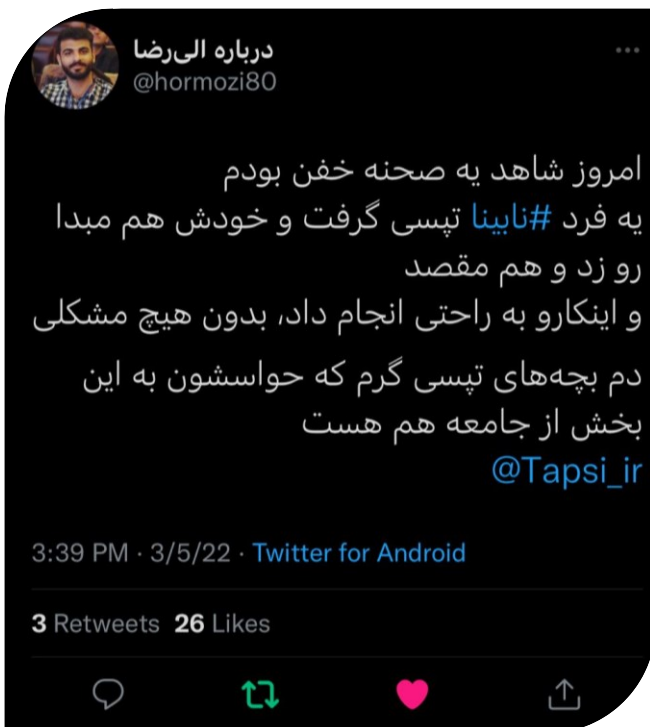 درباره الی‌رضا
@hormozi80
امروز شاهد یه صحنه خفن بودم
یه فرد #نابینا تپسی گرفت و خودش هم مبدا
رو زد و هم مقصد
و اینکارو به راحتی انجام داد، بدون هیچ مشکلی
دم بچه‌های تپسی گرم که حواسشون به این
بخش از جامعه هم هست
@Tapsi_ir
3:39 PM · 3/5/22 · Twitter for Android
3 Retweets 26 Likes